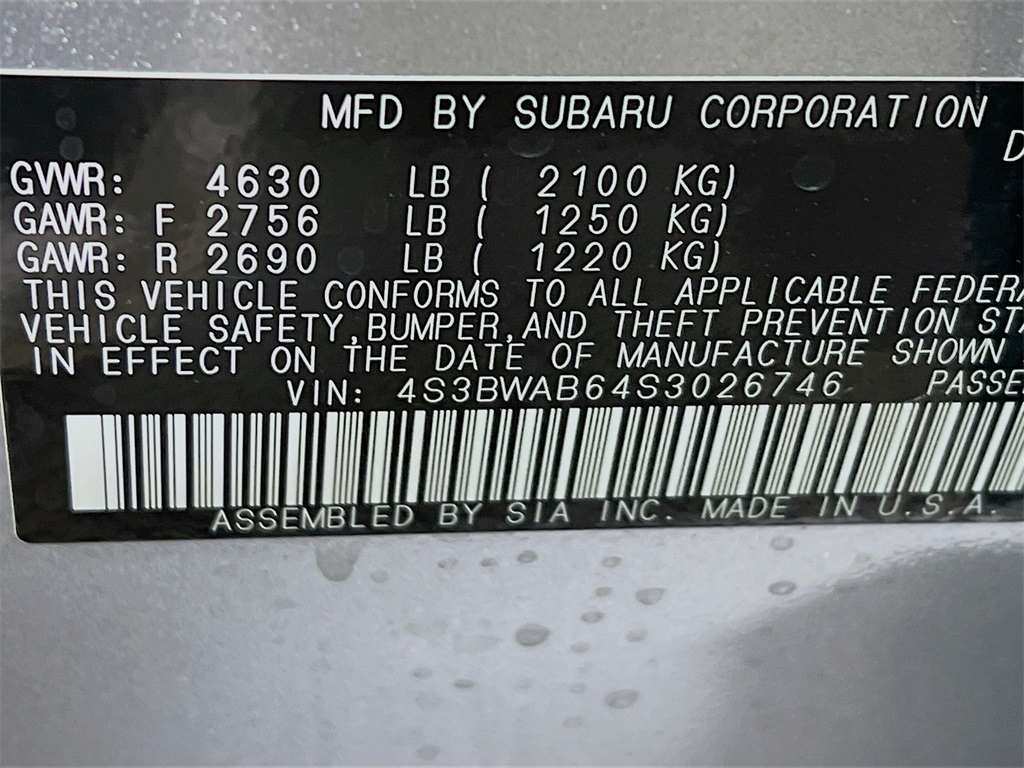 MFD BY SUBARU CORPORATION
D
GVWR: 4630 LB ( 2100 KG)
GAWR: F 2756 LB ( 1250 KG)
GAWR: R 2690 LB ( 1220 KG)
THIS VEHICLE CONFORMS TO ALL APPLICABLE FEDERA
VEHICLE SAFETY,BUMPER,AND THEFT PREVENTION STA
IN EFFECT ON THE DATE OF MANUFACTURE SHOWN
VIN: 4S3BWAB64S3026746 PASSE
ASSEMBLED BY SIA INC. MADE IN U.S.A.